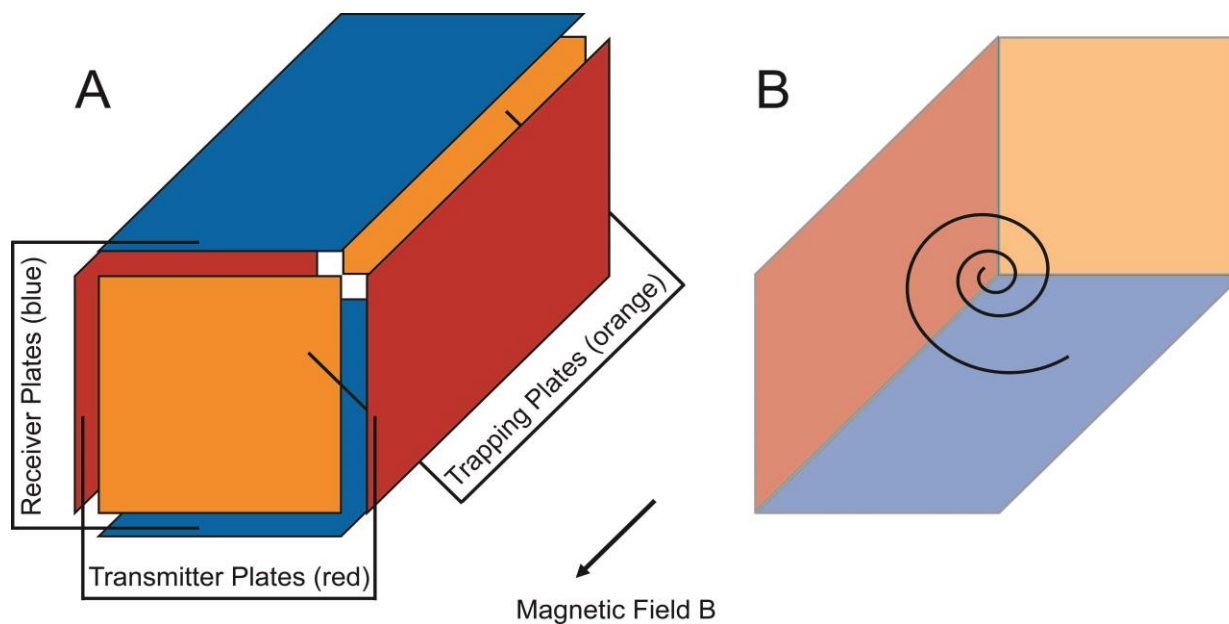 A
B
Receiver Plates (blue)
Trapping Plates (orange)
Transmitter Plates (red)
Magnetic Field B